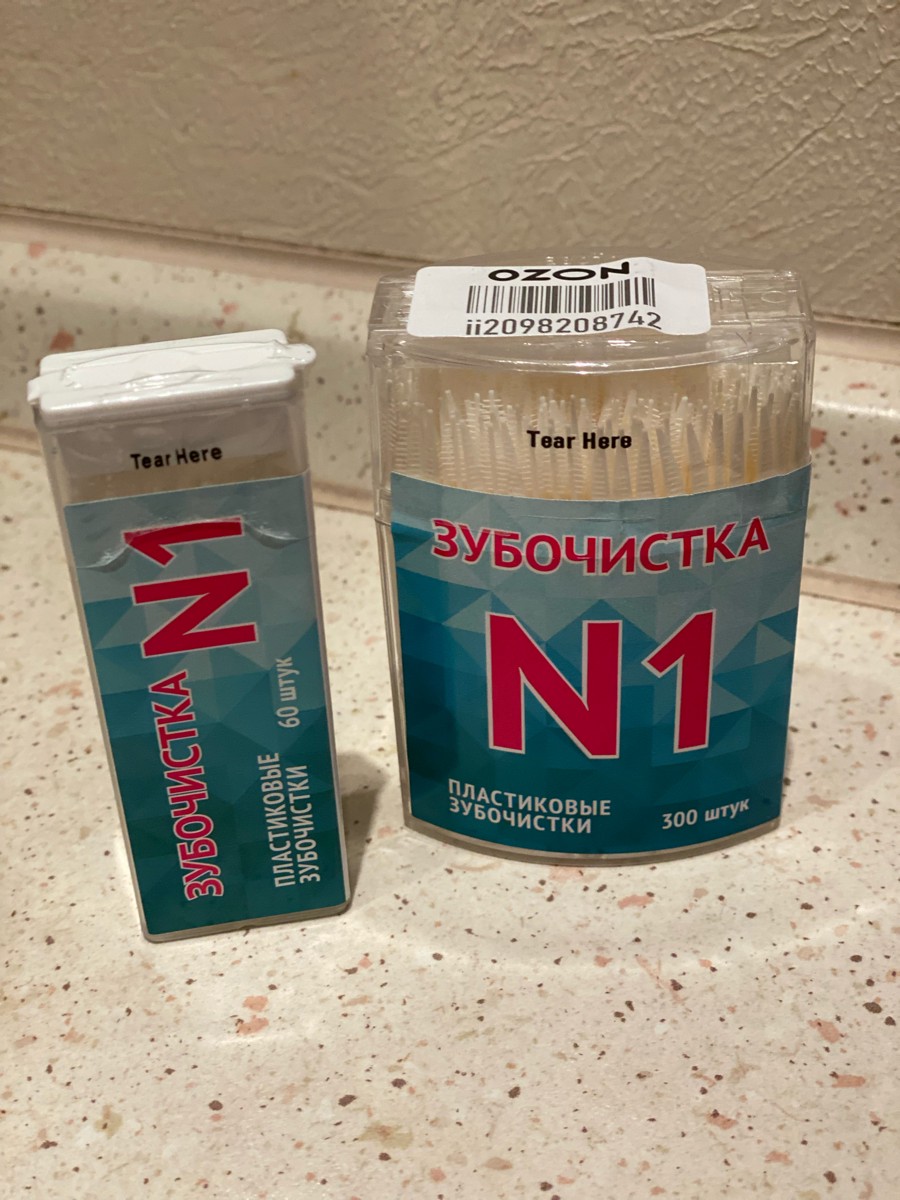 Tear Here
ЗУБОЧИСТКА
N1
ПЛАСТИКОВЫЕ
ЗУБОЧИСТКИ
60 штук
OZON
ii2098208742
Tear Here
ЗУБОЧИСТКА
N1
ПЛАСТИКОВЫЕ
ЗУБОЧИСТКИ
300 штук